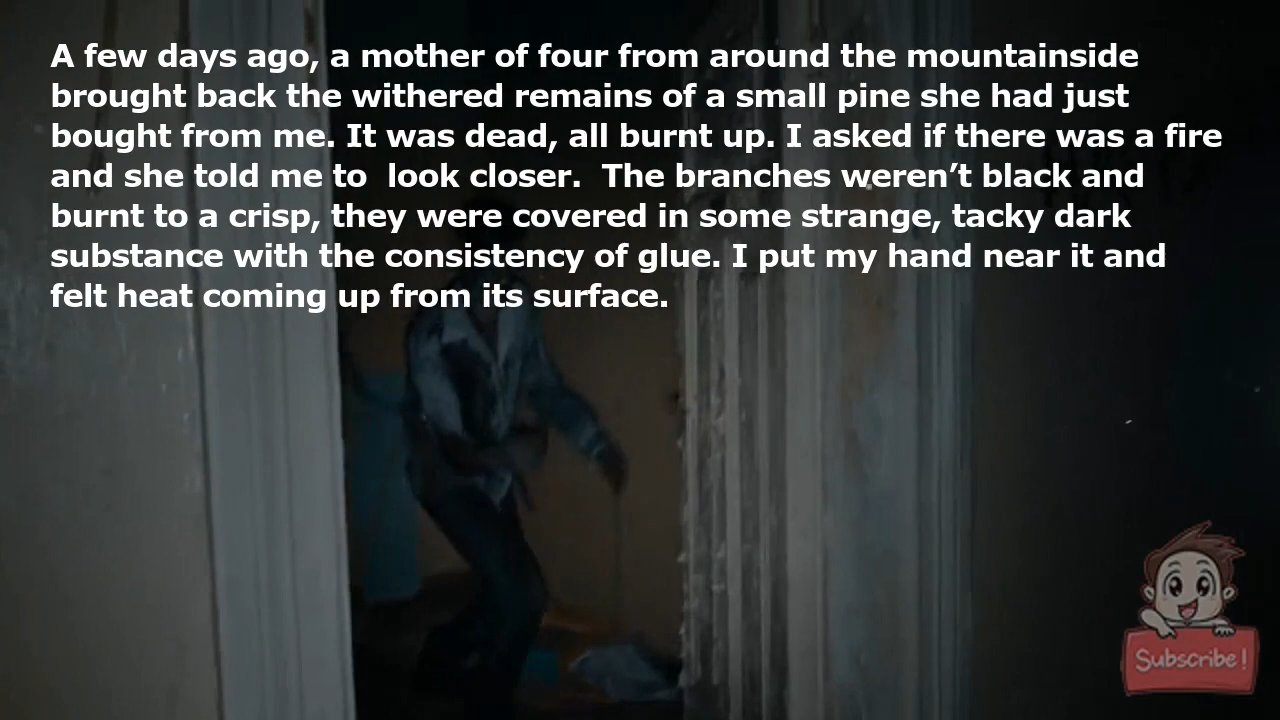 A few days ago, a mother of four from around the mountainside
brought back the withered remains of a small pine she had just
bought from me. It was dead, all burnt up. I asked if there was a fire
and she told me to  look closer.  The branches weren’t black and
burnt to a crisp, they were covered in some strange, tacky dark
substance with the consistency of glue. I put my hand near it and
felt heat coming up from its surface.
Subscribe!